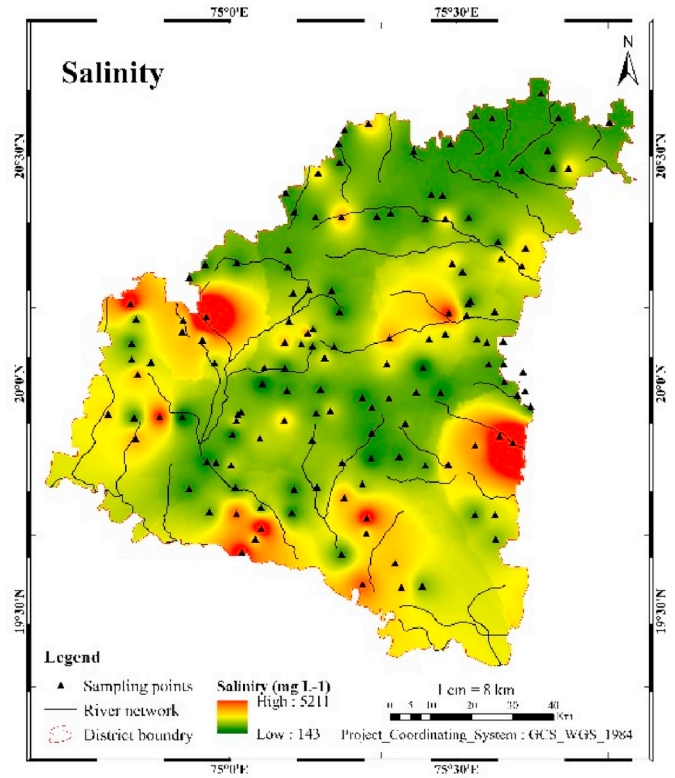 75°0'E 75°30'E
Salinity
N
20°30'N 20°30'N
20°0'N 20°0'N
19°30'N 19°30'N
Legend
Sampling points
River network
District boundary
Salinity (mg L-1)
High : 5211
Low : 143
1 cm = 8 km
0 5 10 20 30 40
Km
Project_Coordinating_System : GCS_WGS_1984
75°0'E 75°30'E